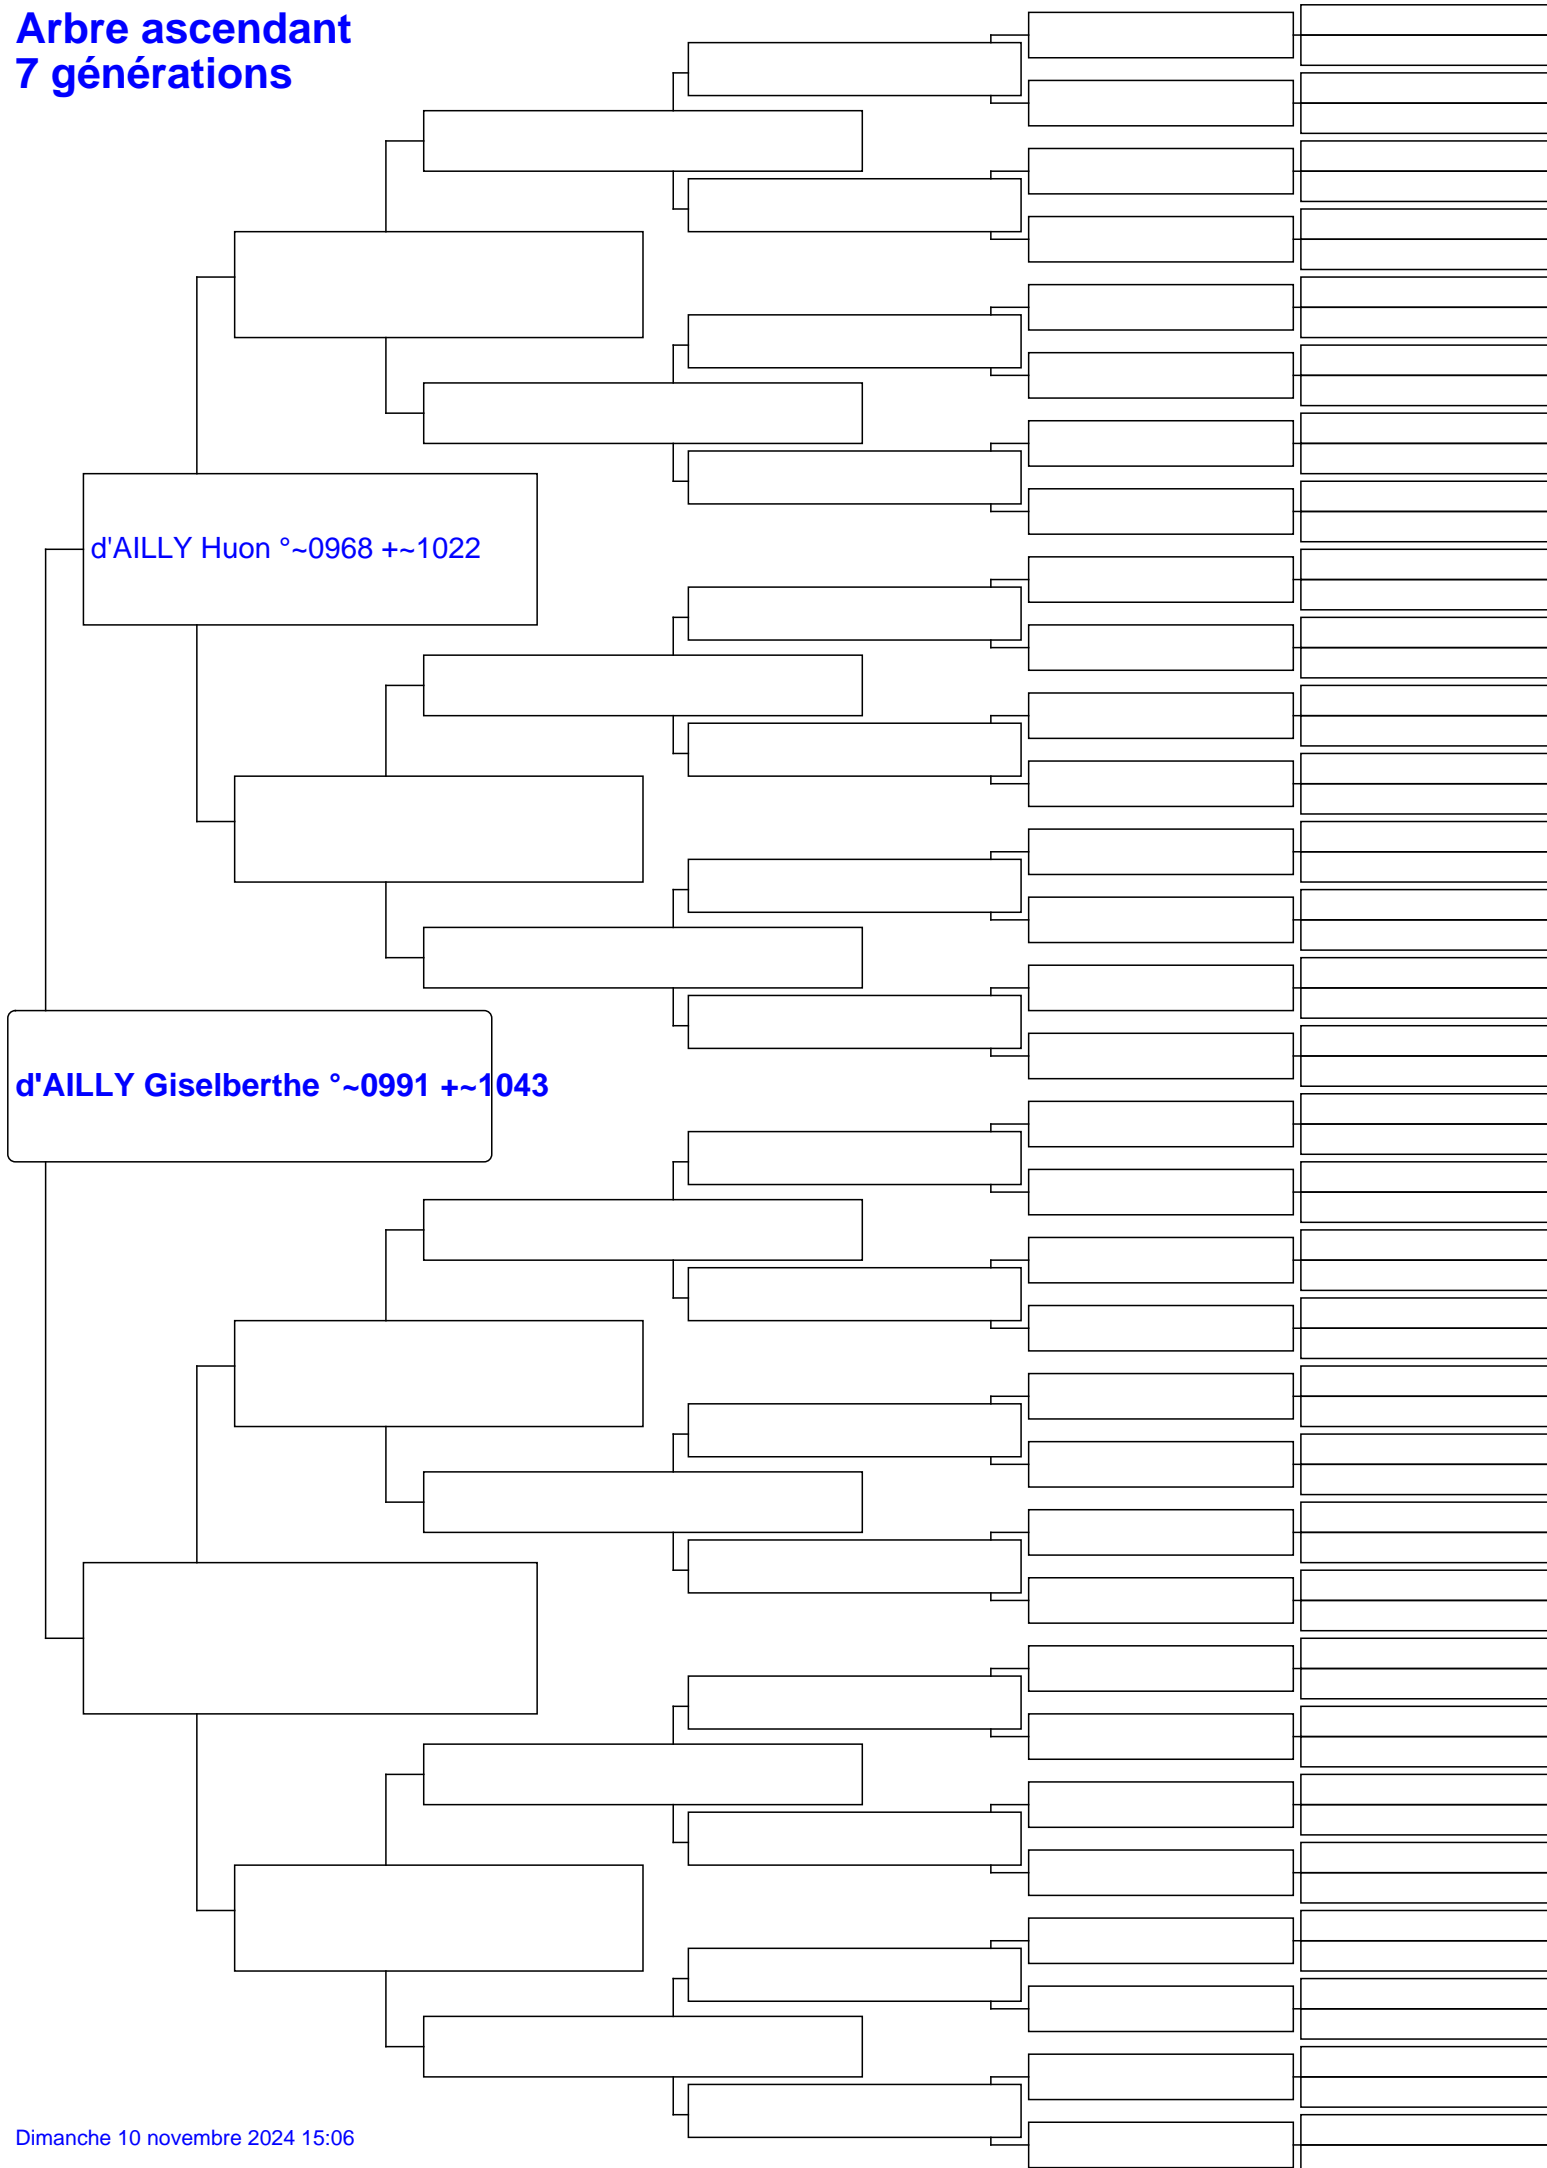 Arbre ascendant
7 générations
d'AILLY Huon °~0968 +~1022
d'AILLY Giselberthe °~0991 +~1043
Dimanche 10 novembre 2024 15:06